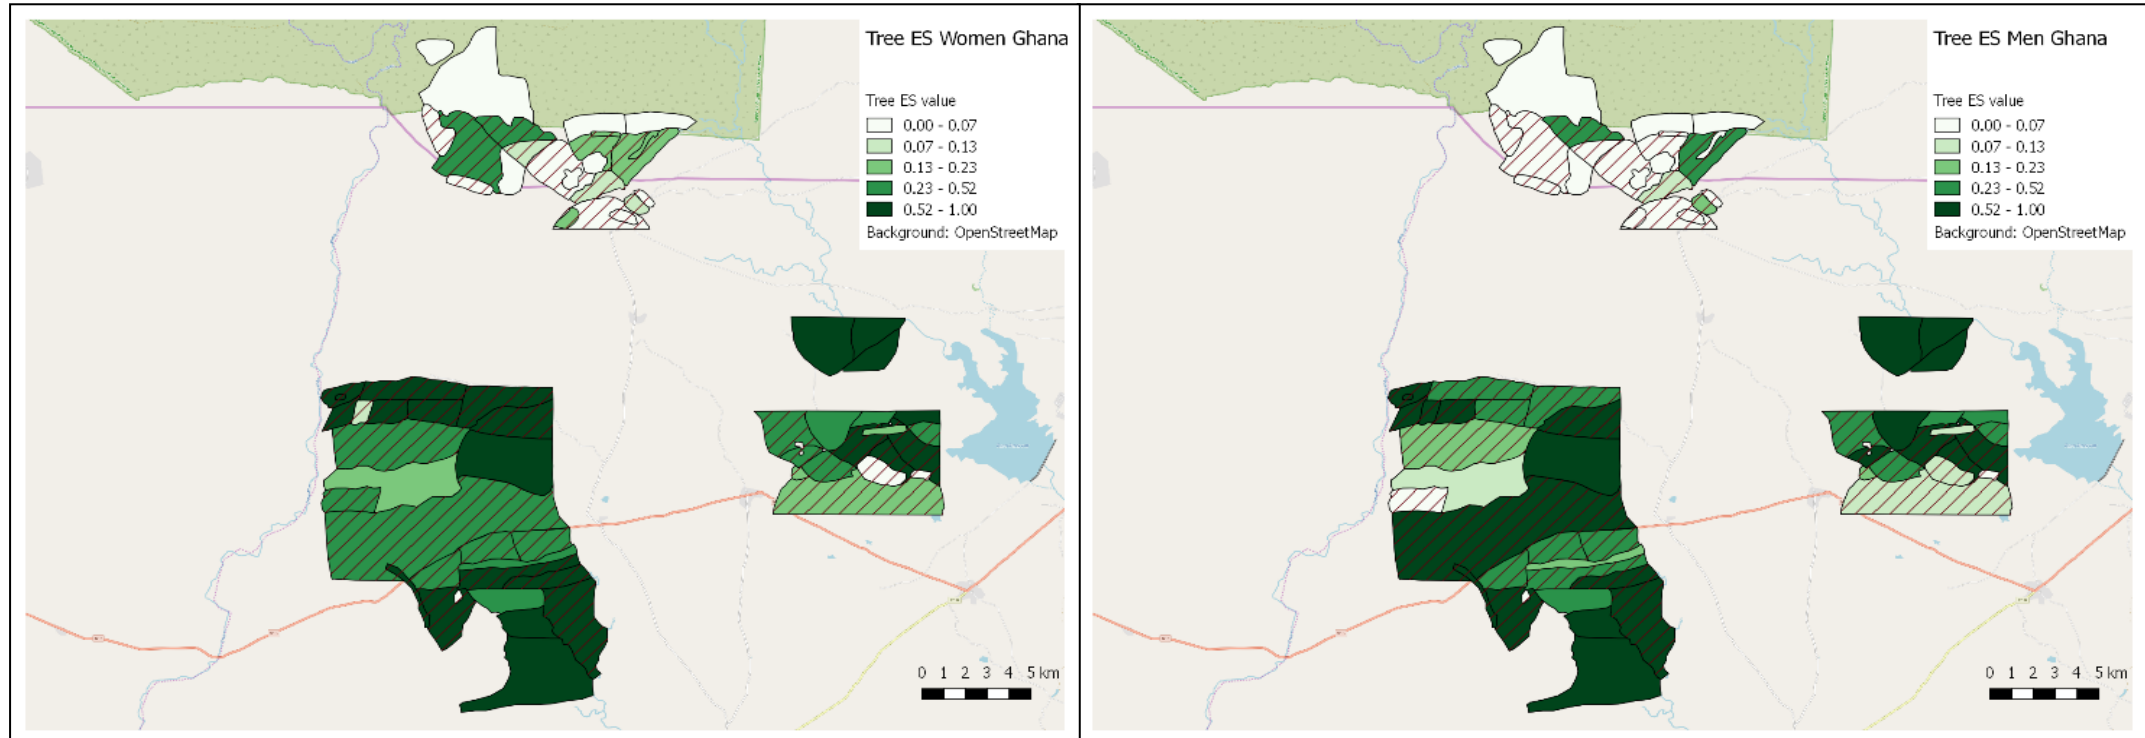 Tree ES Women Ghana
Tree ES value
0.00 - 0.07
0.07 - 0.13
0.13 - 0.23
0.23 - 0.52
0.52 - 1.00
Background: OpenStreetMap
0 1 2 3 4 5 km
Tree ES Men Ghana
Tree ES value
0.00 - 0.07
0.07 - 0.13
0.13 - 0.23
0.23 - 0.52
0.52 - 1.00
Background: OpenStreetMap
0 1 2 3 4 5 km